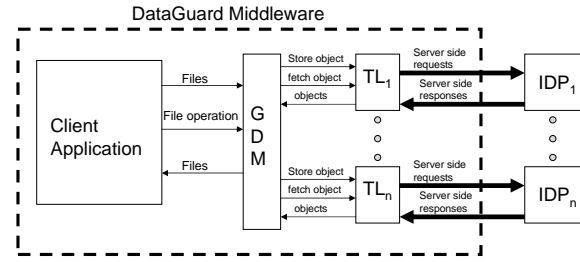 DataGuard Middleware
Client
Application
Files
File operation
Files
G
D
M
Store object
fetch object
objects
TL1
Server side
requests
Server side
responses
IDP1
Store object
fetch object
objects
TLn
Server side
requests
Server side
responses
IDPn